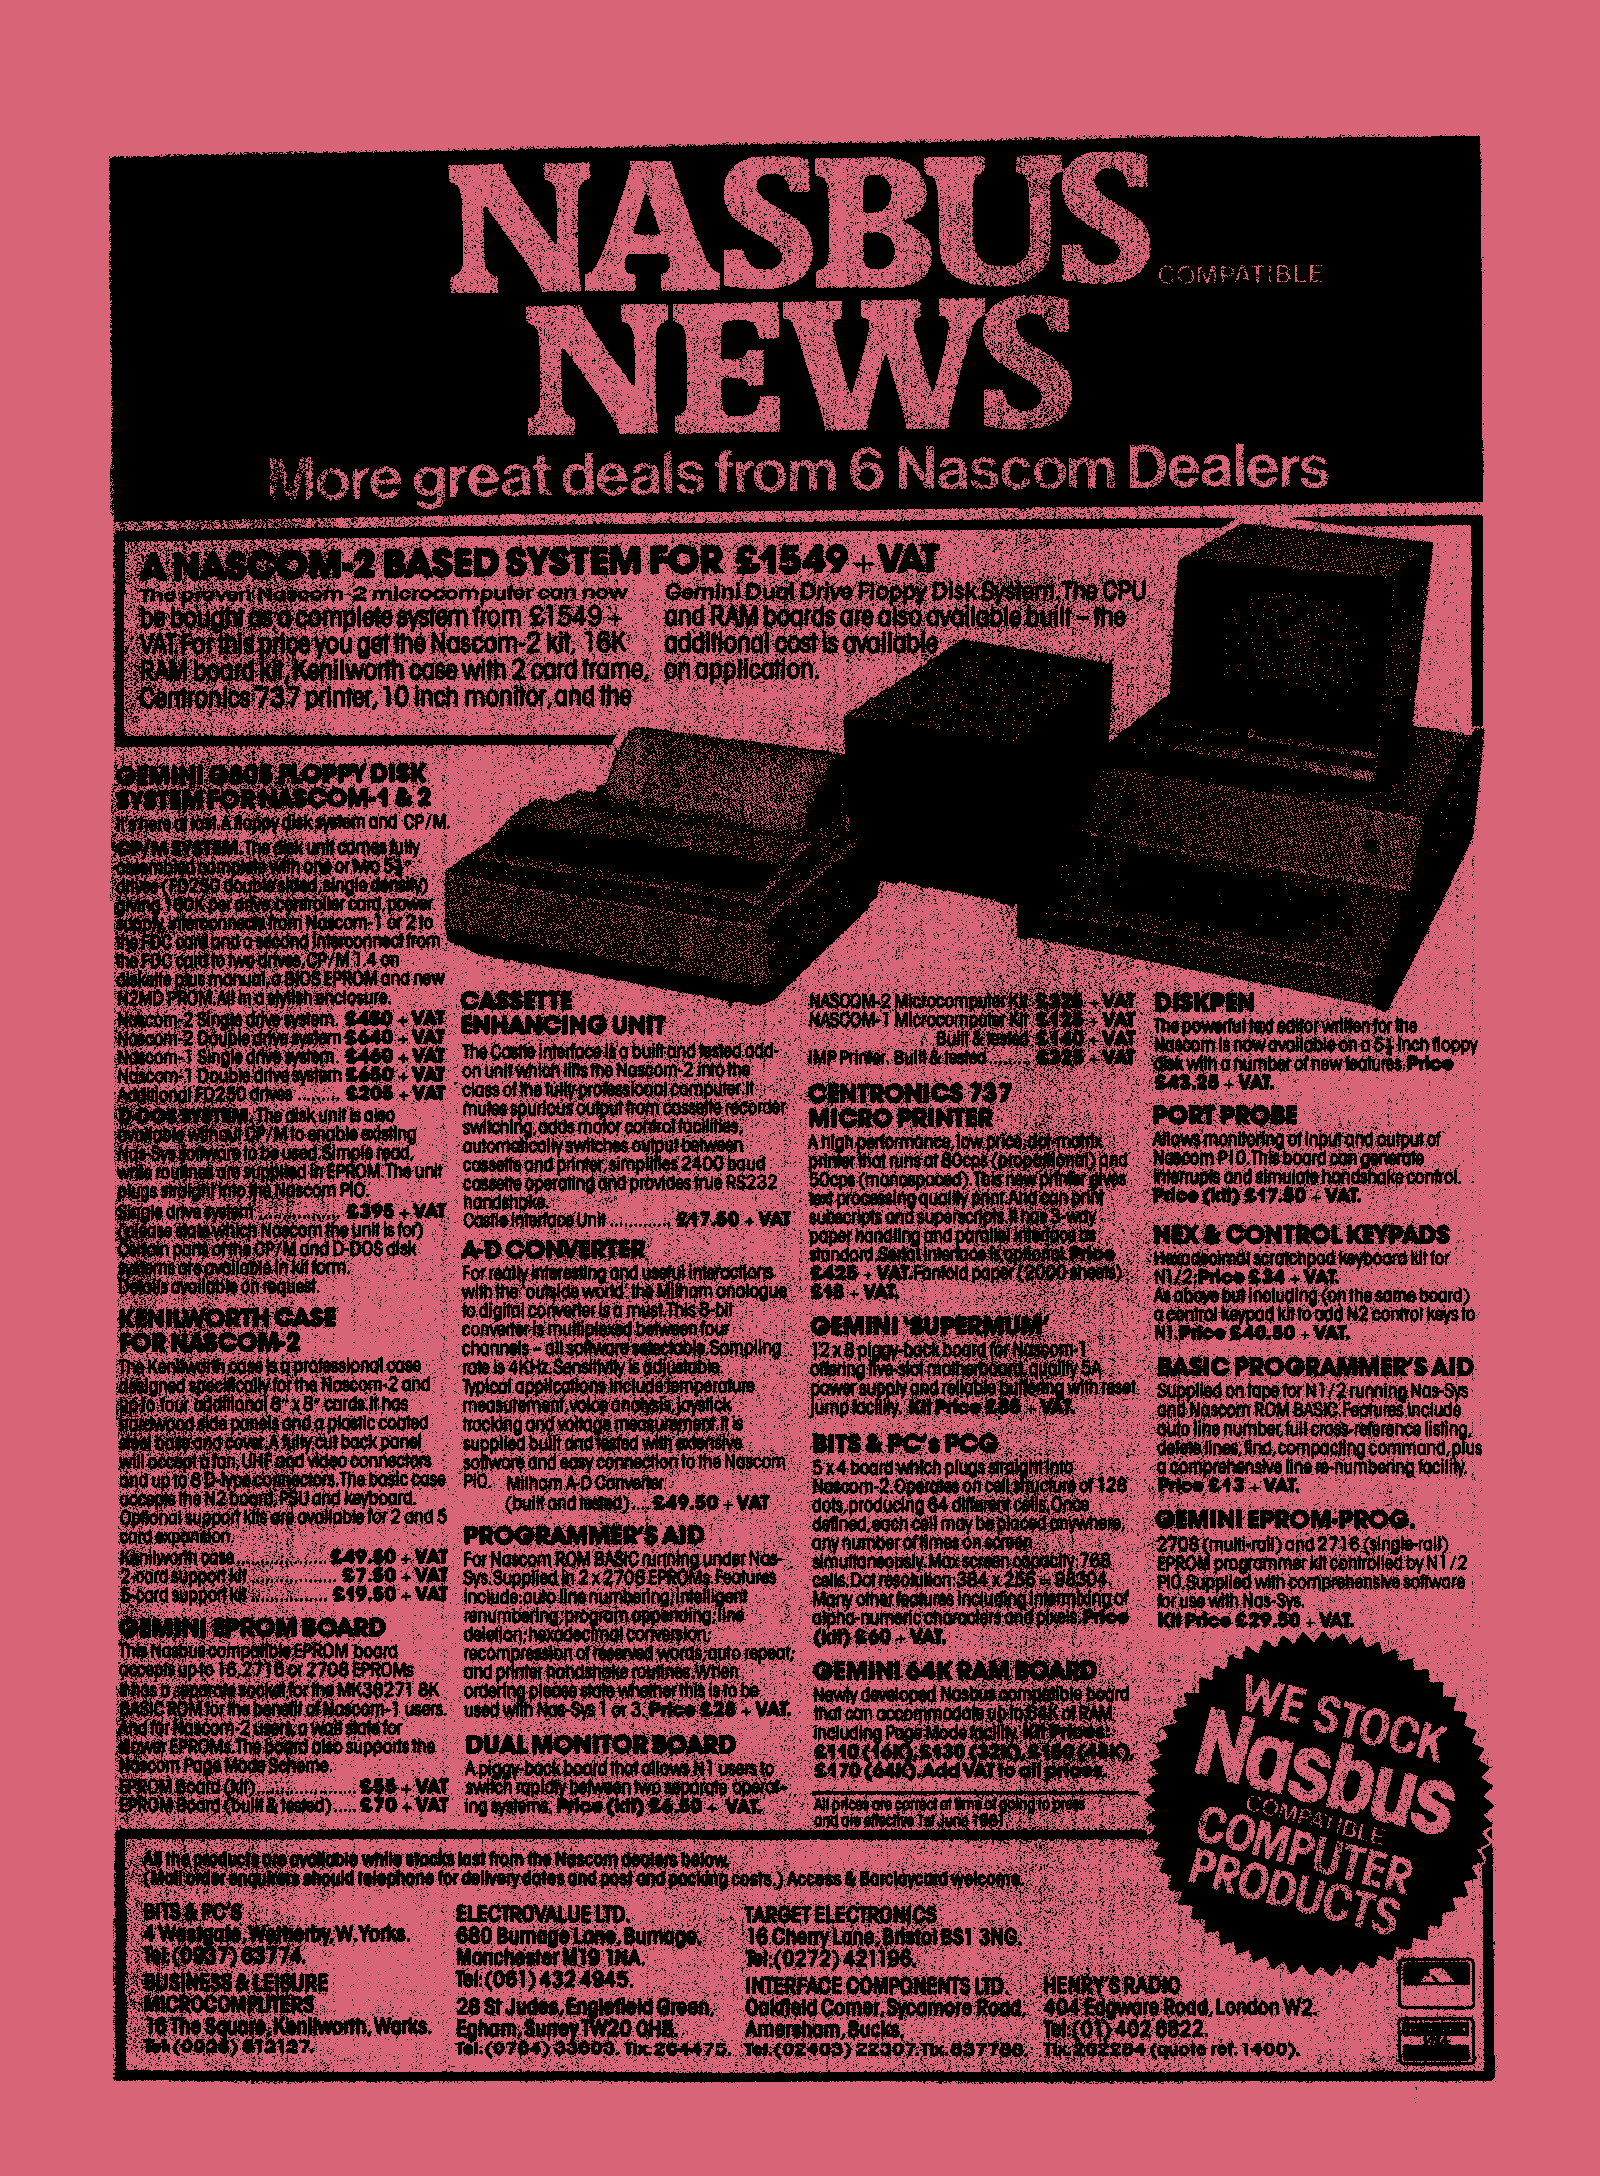 NASBUS
COMPATIBLE
NEWS
More great deals from 6 Nascom Dealers
A NASCOM-2 BASED SYSTEM FOR £1549 + VAT
The proven Nascom-2 microcomputer can now
be bought as a complete system from £1549 +
VAT. For this price you get the Nascom-2 kit, 16K
RAM board kit, Kenilworth case with 2 card frame,
Centronics 737 printer, 10 inch monitor, and the
Gemini Dual Drive Floppy Disk System. The CPU
and RAM boards are also available built – the
additional cost is available
on application.
GEMINI G805 FLOPPY DISK
SYSTEM FOR NASCOM-1 & 2
It's here at last. A floppy disk system and CP/M.
CP/M SYSTEM. The disk unit comes fully
assembled complete with one or two 5¼"
drives (FD250 double sided, single density)
giving 160K per drive, controller card, power
supply, interconnects from Nascom-1 or 2 to
the FDC card and a second interconnect from
the FDC card to two drives, CP/M 1.4 on
diskette plus manual, a BIOS EPROM and new
N2MD PROM. All in a stylish enclosure.
Nascom-2 Single drive system . £450 + VAT
Nascom-2 Double drive system £640 + VAT
Nascom-1 Single drive system . £460 + VAT
Nascom-1 Double drive system £650 + VAT
Additional FD250 drives ........ £205 + VAT
D-DOS SYSTEM. The disk unit is also
available without CP/M to enable existing
Nas-Sys software to be used. Simple read,
write routines are supplied in EPROM. The unit
plugs straight into the Nascom PIO.
Single drive system ............... £395 + VAT
(please state which Nascom the unit is for)
Certain parts of the CP/M and D-DOS disk
systems are available in kit form.
Details available on request.
KENILWORTH CASE
FOR NASCOM-2
The Kenilworth case is a professional case
designed specifically for the Nascom-2 and
up to four additional 8" x 8" cards. It has
hardwood side panels and a plastic coated
steel base and cover. A fully cut back panel
will accept a fan, UHF and video connectors
and up to 8 D-type connectors. The basic case
accepts the N2 board, PSU and keyboard.
Optional support kits are available for 2 and 5
card expansion.
Kenilworth case ................. £49.50 + VAT
2-card support kit ................ £7.50 + VAT
5-card support kit .............. £19.50 + VAT
GEMINI EPROM BOARD
This Nasbus compatible EPROM board
accepts up to 16, 2716 or 2708 EPROMs
It has a separate socket for the MK36271 8K
BASIC ROM for the benefit of Nascom-1 users.
And for Nascom-2 users, a wait state for
slower EPROMs. The board also supports the
Nascom Page Mode Scheme.
EPROM Board (kit) .................. £55 + VAT
EPROM Board (built & tested) ..... £70 + VAT
CASSETTE
ENHANCING UNIT
The Castle interface is a built and tested add-
on unit which lifts the Nascom-2 into the
class of the fully professional computer. It
mutes spurious output from cassette recorder
switching, adds motor control facilities,
automatically switches output between
cassette and printer, simplifies 2400 baud
cassette operating and provides true RS232
handshake.
Castle Interface Unit ............ £17.50 + VAT
A-D CONVERTER
For really interesting and useful interactions
with the 'outside world' the Milham analogue
to digital converter is a must. This 8-bit
converter is multiplexed between four
channels – all software selectable. Sampling
rate is 4KHz. Sensitivity is adjustable.
Typical applications include temperature
measurement, voice analysis, joystick
tracking and voltage measurement. It is
supplied built and tested with extensive
software and easy connection to the Nascom
PIO. Milham A-D Converter
(built and tested) .... £49.50 + VAT
PROGRAMMER'S AID
For Nascom ROM BASIC running under Nas-
Sys. Supplied in 2 x 2708 EPROMs. Features
include: auto line numbering; intelligent
renumbering; program appending; line
deletion; hexadecimal conversion;
recompression of reserved words; auto repeat;
and printer handshake routines. When
ordering please state whether this is to be
used with Nas-Sys 1 or 3. Price £25 + VAT.
DUAL MONITOR BOARD
A piggy-back board that allows N1 users to
switch rapidly between two separate operat-
ing systems. Price (kit) £6.50 + VAT.
NASCOM-2 Microcomputer Kit £225 + VAT
NASCOM-1 Microcomputer Kit £125 + VAT
Built & tested £140 + VAT
IMP Printer. Built & tested ........ £325 + VAT
CENTRONICS 737
MICRO PRINTER
A high performance, low price, dot-matrix
printer that runs at 80cps (proportional) and
50cps (monospaced). This new printer gives
text processing quality print. And can print
subscripts and superscripts. It has 3-way
paper handling and parallel interface as
standard. Serial interface is optional. Price
£425 + VAT. Fanfold paper (2000 sheets)
£18 + VAT.
GEMINI 'SUPERMUM'
12 x 8 piggy-back board for Nascom-1
offering five-slot motherboard, quality 5A
power supply and reliable buffering with reset
jump facility. Kit Price £85 + VAT.
BITS & PC's PCG
5 x 4 board which plugs straight into
Nascom-2. Operates on cell structure of 128
dots, producing 64 different cells. Once
defined, each cell may be placed anywhere,
any number of times on screen
simultaneously. Max screen capacity: 768
cells. Dot resolution: 384 x 256 = 98304.
Many other features including intermixing of
alpha-numeric characters and pixels. Price
(kit) £60 + VAT.
GEMINI 64K RAM BOARD
Newly developed Nasbus compatible board
that can accommodate up to 64K of RAM
including Page Mode facility. Kit Prices:
£110 (16K), £130 (32K), £150 (48K),
£170 (64K). Add VAT to all prices.
All prices are correct at time of going to press
and are effective 1st June 1981
DISKPEN
The powerful text editor written for the
Nascom is now available on a 5¼ inch floppy
disk with a number of new features. Price
£43.25 + VAT.
PORT PROBE
Allows monitoring of input and output of
Nascom PIO. This board can generate
interrupts and simulate handshake control.
Price (kit) £17.50 + VAT.
HEX & CONTROL KEYPADS
Hexadecimal scratchpad keyboard kit for
N1/2. Price £34 + VAT.
As above but including (on the same board)
a control keypad kit to add N2 control keys to
N1. Price £40.50 + VAT.
BASIC PROGRAMMER'S AID
Supplied on tape for N1/2 running Nas-Sys
and Nascom ROM BASIC. Features include
auto line number, full cross-reference listing,
delete lines, find, compacting command, plus
a comprehensive line re-numbering facility.
Price £13 + VAT.
GEMINI EPROM-PROG.
2708 (multi-rail) and 2716 (single-rail)
EPROM programmer kit controlled by N1/2
PIO. Supplied with comprehensive software
for use with Nas-Sys.
Kit Price £29.50 + VAT.
WE STOCK
Nasbus
COMPATIBLE
COMPUTER
PRODUCTS
All the products are available while stocks last from the Nascom dealers below.
(Mail order enquirers should telephone for delivery dates and post and packing costs.) Access & Barclaycard welcome.
BITS & PC'S
4 Westgate, Wetherby, W. Yorks.
Tel: (0937) 63774.
BUSINESS & LEISURE
MICROCOMPUTERS
16 The Square, Kenilworth, Warks.
Tel: (0926) 512127.
ELECTROVALUE LTD.
680 Burnage Lane, Burnage,
Manchester M19 1NA.
Tel: (061) 432 4945.
28 St Judes, Englefield Green,
Egham, Surrey TW20 0HB.
Tel: (0784) 33603. Tlx: 264475.
TARGET ELECTRONICS
16 Cherry Lane, Bristol BS1 3NG.
Tel: (0272) 421196.
INTERFACE COMPONENTS LTD.
Oakfield Corner, Sycamore Road,
Amersham, Bucks.
Tel: (02403) 22307. Tlx: 837788.
HENRY'S RADIO
404 Edgware Road, London W2.
Tel: (01) 402 6822.
Tlx: 262284 (quote ref. 1400).